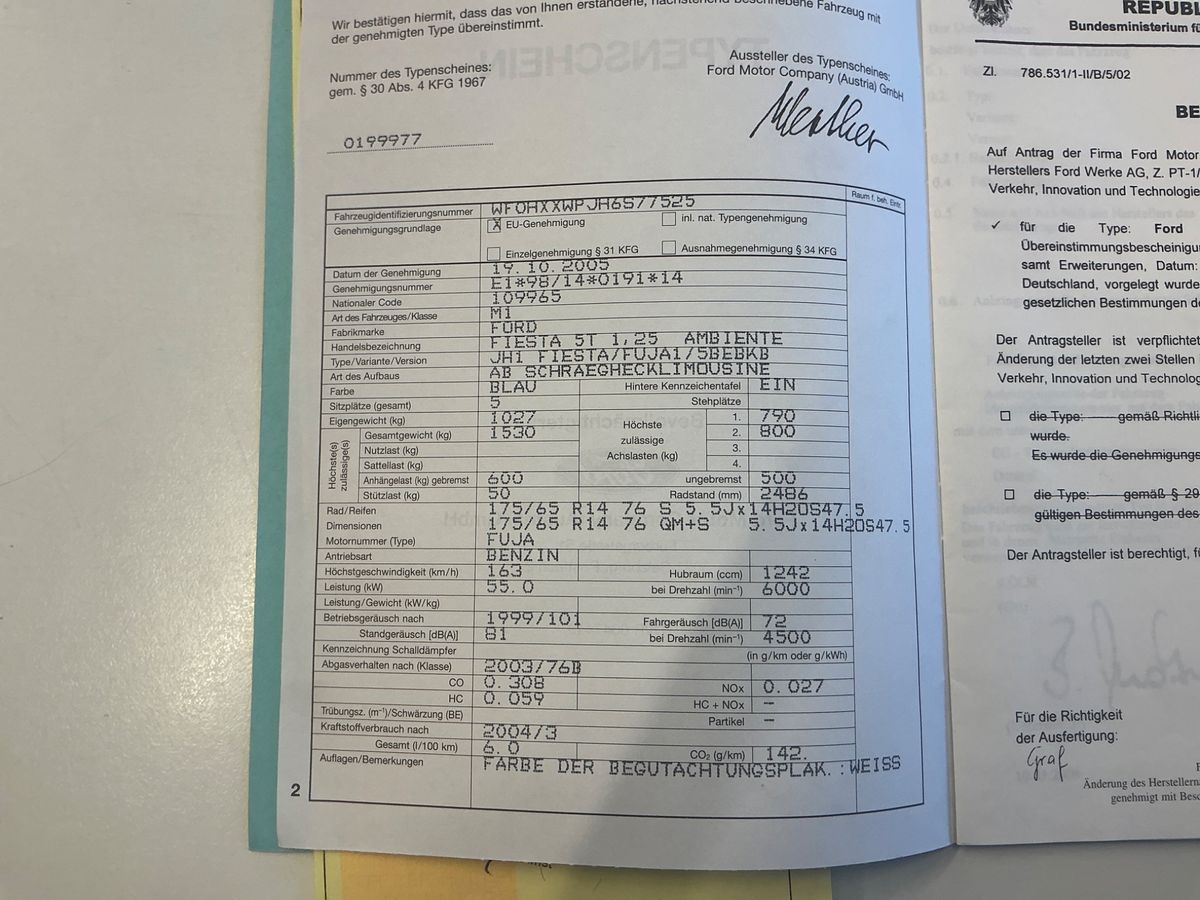 Wir bestätigen hiermit, dass das von Ihnen erstandene, nachstehend beschriebene Fahrzeug mit
der genehmigten Type übereinstimmt.
Nummer des Typenscheines:
gem. § 30 Abs. 4 KFG 1967
Aussteller des Typenscheines:
Ford Motor Company (Austria) GmbH
0199977
Raum f. beh. Eintr.
Fahrzeugidentifizierungsnummer WF0HXXWPJH6S77525
Genehmigungsgrundlage X EU-Genehmigung inl. nat. Typengenehmigung
Einzelgenehmigung § 31 KFG Ausnahmegenehmigung § 34 KFG
Datum der Genehmigung 19.10.2005
Genehmigungsnummer E1*98/14*0191*14
Nationaler Code 109965
Art des Fahrzeuges/Klasse M1
Fabrikmarke FORD
Handelsbezeichnung FIESTA 5T 1,25 AMBIENTE
Type/Variante/Version JH1 FIESTA/FUJA1/5BEBKB
Art des Aufbaus AB SCHRAEGHECKLIMOUSINE
Farbe BLAU Hintere Kennzeichentafel EIN
Sitzplätze (gesamt) 5 Stehplätze
Eigengewicht (kg) 1027 Höchste zulässige Achslasten (kg) 1. 790
Höchste(s) zulässige(s) Gesamtgewicht (kg) 1530 2. 800
Nutzlast (kg) 3.
Sattellast (kg) 4.
Anhängelast (kg) gebremst 600 ungebremst 500
Stützlast (kg) 50 Radstand (mm) 2486
Rad/Reifen 175/65 R14 76 S 5.5Jx14H2OS47.5
Dimensionen 175/65 R14 76 QM+S 5.5Jx14H2OS47.5
Motornummer (Type) FUJA
Antriebsart BENZIN
Höchstgeschwindigkeit (km/h) 163 Hubraum (ccm) 1242
Leistung (kW) 55.0 bei Drehzahl (min⁻¹) 6000
Leistung/Gewicht (kW/kg)
Betriebsgeräusch nach 1999/101 Fahrgeräusch [dB(A)] 72
Standgeräusch [dB(A)] 81 bei Drehzahl (min⁻¹) 4500
Kennzeichnung Schalldämpfer (in g/km oder g/kWh)
Abgasverhalten nach (Klasse) 2003/76B
CO 0.308 NOx 0.027
HC 0.059 HC + NOx –
Trübungsz. (m⁻¹)/Schwärzung (BE) Partikel –
Kraftstoffverbrauch nach 2004/3
Gesamt (l/100 km) 6.0 CO₂ (g/km) 142.
Auflagen/Bemerkungen FARBE DER BEGUTACHTUNGSPLAK.:WEISS
2
REPUBL
Bundesministerium fü
Zl. 786.531/1-II/B/5/02
BE
Auf Antrag der Firma Ford Motor
Herstellers Ford Werke AG, Z. PT-1/
Verkehr, Innovation und Technologie
✓ für die Type: Ford
Übereinstimmungsbescheinigu
samt Erweiterungen, Datum:
Deutschland, vorgelegt wurde
gesetzlichen Bestimmungen de
Der Antragsteller ist verpflichtet
Änderung der letzten zwei Stellen
Verkehr, Innovation und Technolog
die Type: gemäß Richtli
wurde.
Es wurde die Genehmigungs
die Type: gemäß § 29
gültigen Bestimmungen des
Der Antragsteller ist berechtigt, fü
Für die Richtigkeit
der Ausfertigung:
Graf
Änderung des Herstellern
genehmigt mit Besc